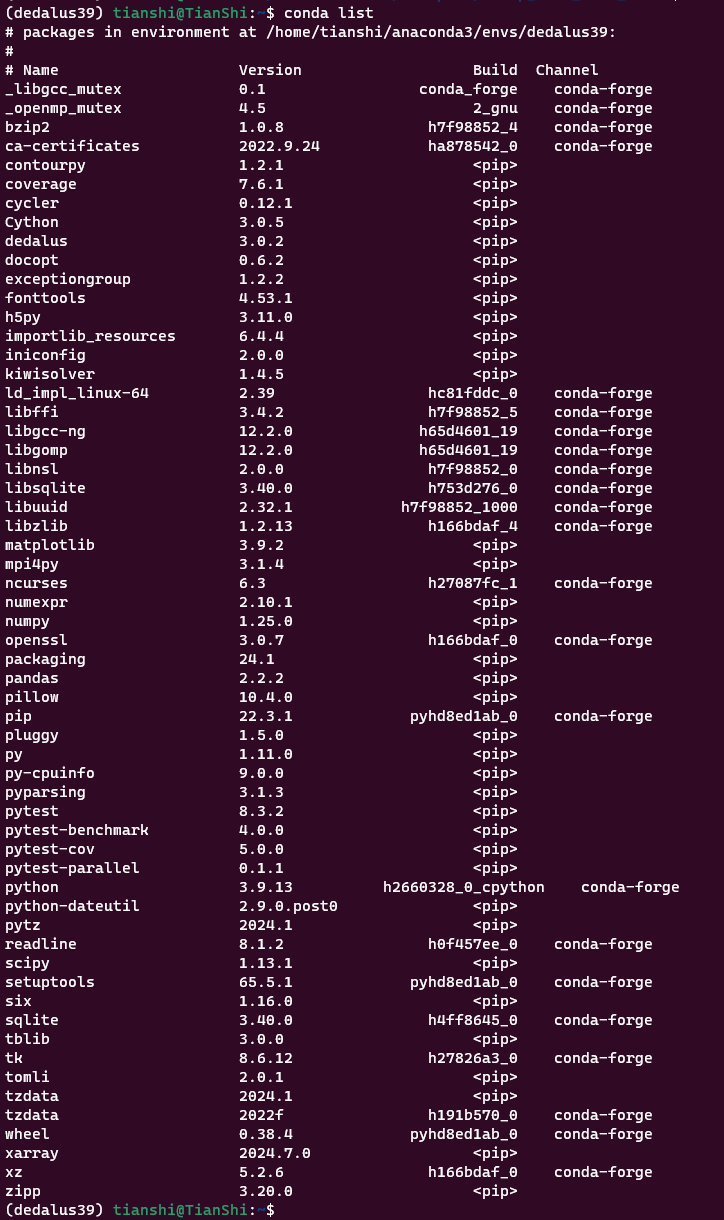 (dedalus39) tianshi@TianShi:~$ conda list
# packages in environment at /home/tianshi/anaconda3/envs/dedalus39:
#
# Name                    Version                   Build  Channel
_libgcc_mutex             0.1                 conda_forge    conda-forge
_openmp_mutex             4.5                       2_gnu    conda-forge
bzip2                     1.0.8                h7f98852_4    conda-forge
ca-certificates           2022.9.24            ha878542_0    conda-forge
contourpy                 1.2.1                     <pip>
coverage                  7.6.1                     <pip>
cycler                    0.12.1                    <pip>
Cython                    3.0.5                     <pip>
dedalus                   3.0.2                     <pip>
docopt                    0.6.2                     <pip>
exceptiongroup            1.2.2                     <pip>
fonttools                 4.53.1                    <pip>
h5py                      3.11.0                    <pip>
importlib_resources       6.4.4                     <pip>
iniconfig                 2.0.0                     <pip>
kiwisolver                1.4.5                     <pip>
ld_impl_linux-64          2.39                 hc81fddc_0    conda-forge
libffi                    3.4.2                h7f98852_5    conda-forge
libgcc-ng                 12.2.0              h65d4601_19    conda-forge
libgomp                   12.2.0              h65d4601_19    conda-forge
libnsl                    2.0.0                h7f98852_0    conda-forge
libsqlite                 3.40.0               h753d276_0    conda-forge
libuuid                   2.32.1            h7f98852_1000    conda-forge
libzlib                   1.2.13               h166bdaf_4    conda-forge
matplotlib                3.9.2                     <pip>
mpi4py                    3.1.4                     <pip>
ncurses                   6.3                  h27087fc_1    conda-forge
numexpr                   2.10.1                    <pip>
numpy                     1.25.0                    <pip>
openssl                   3.0.7                h166bdaf_0    conda-forge
packaging                 24.1                      <pip>
pandas                    2.2.2                     <pip>
pillow                    10.4.0                    <pip>
pip                       22.3.1             pyhd8ed1ab_0    conda-forge
pluggy                    1.5.0                     <pip>
py                        1.11.0                    <pip>
py-cpuinfo                9.0.0                     <pip>
pyparsing                 3.1.3                     <pip>
pytest                    8.3.2                     <pip>
pytest-benchmark          4.0.0                     <pip>
pytest-cov                5.0.0                     <pip>
pytest-parallel           0.1.1                     <pip>
python                    3.9.13          h2660328_0_cpython    conda-forge
python-dateutil           2.9.0.post0               <pip>
pytz                      2024.1                    <pip>
readline                  8.1.2                h0f457ee_0    conda-forge
scipy                     1.13.1                    <pip>
setuptools                65.5.1             pyhd8ed1ab_0    conda-forge
six                       1.16.0                    <pip>
sqlite                    3.40.0               h4ff8645_0    conda-forge
tblib                     3.0.0                     <pip>
tk                        8.6.12               h27826a3_0    conda-forge
tomli                     2.0.1                     <pip>
tzdata                    2024.1                    <pip>
tzdata                    2022f                h191b570_0    conda-forge
wheel                     0.38.4             pyhd8ed1ab_0    conda-forge
xarray                    2024.7.0                  <pip>
xz                        5.2.6                h166bdaf_0    conda-forge
zipp                      3.20.0                    <pip>
(dedalus39) tianshi@TianShi:~$